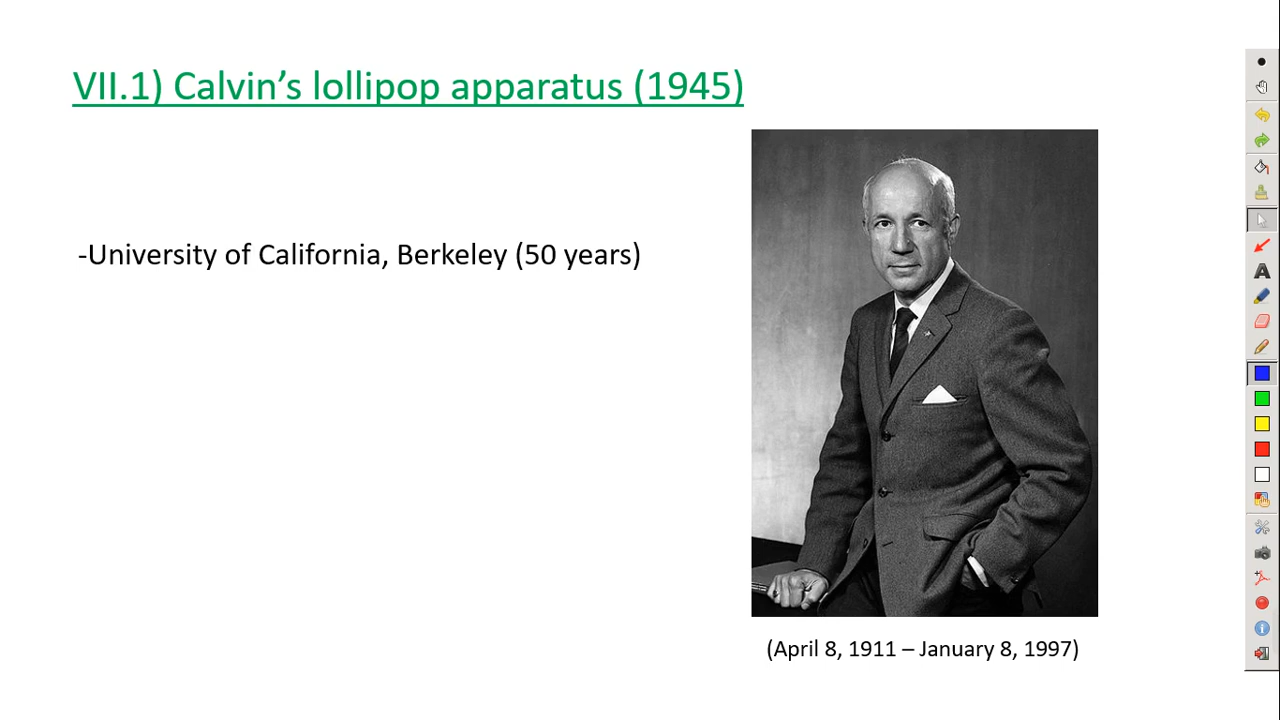 VII.1) Calvin’s lollipop apparatus (1945)
-University of California, Berkeley (50 years)
(April 8, 1911 – January 8, 1997)